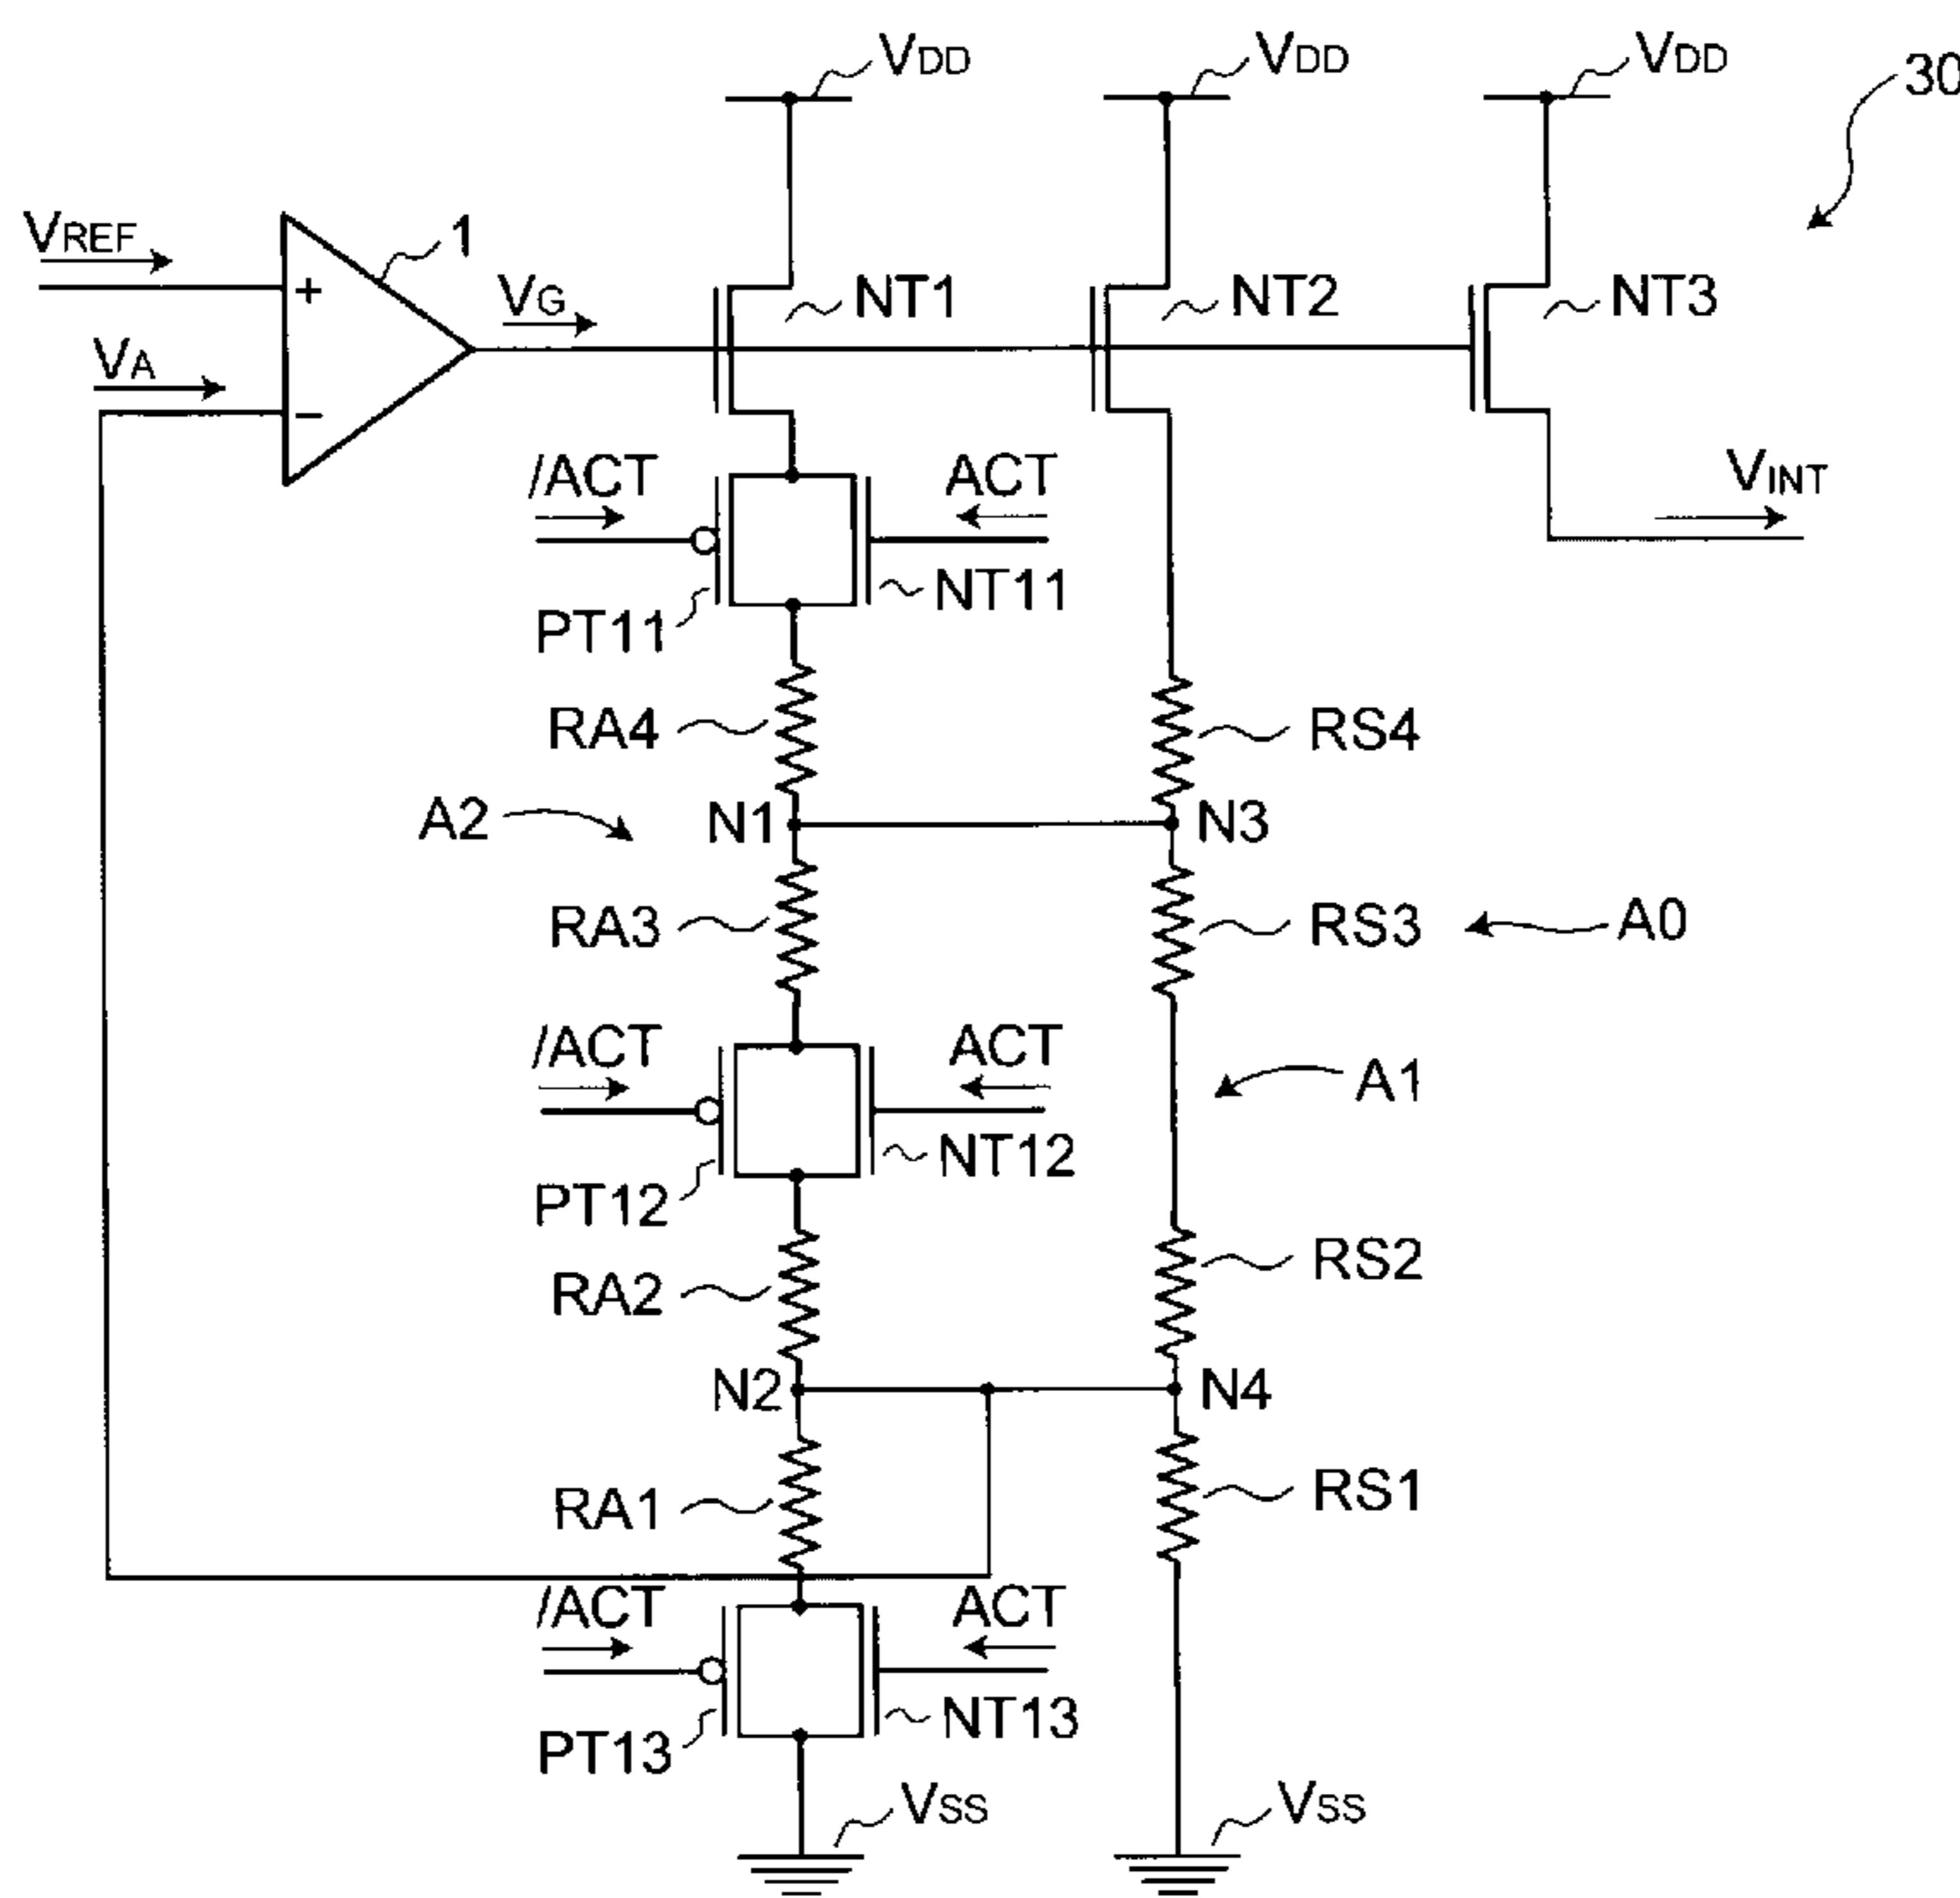 VDD VDD VDD 30
VREF 1
VG NT1 NT2 NT3
+
VA
−
/ACT ACT VINT
PT11 NT11
RA4 RS4
A2 N1 N3
RA3 RS3 A0
/ACT ACT A1
PT12 NT12
RA2 RS2
N2 N4
RA1 RS1
/ACT ACT
PT13 NT13
VSS VSS